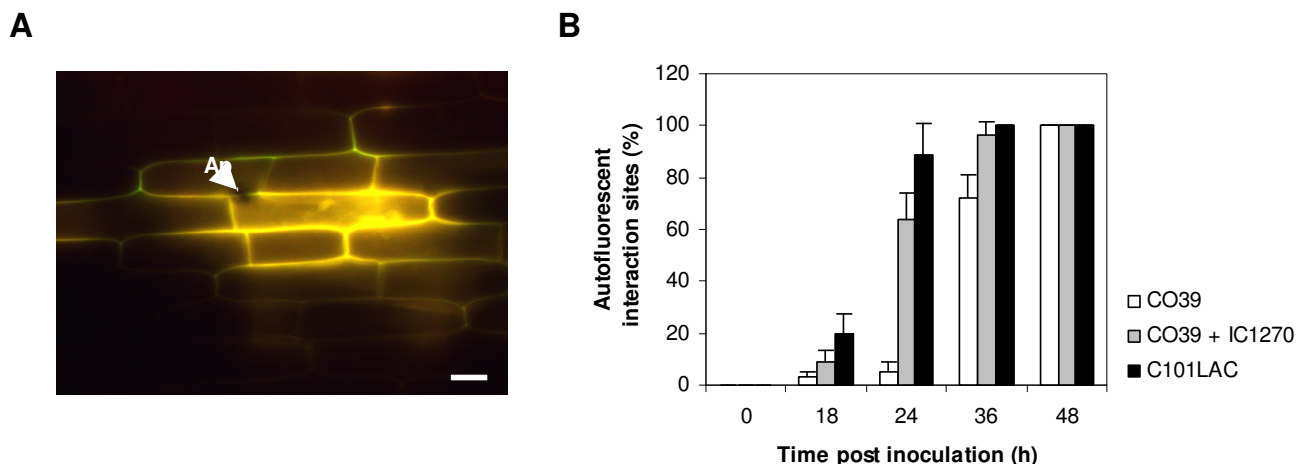 A
B
Ap
120
100
80
60
40
20
0
Autofluorescent
interaction sites (%)
0 18 24 36 48
Time post inoculation (h)
CO39
CO39 + IC1270
C101LAC